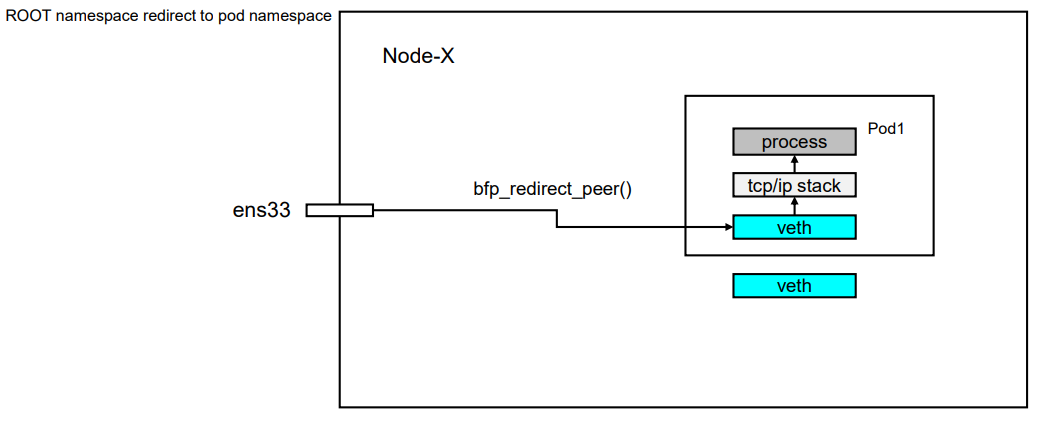 ROOT namespace redirect to pod namespace
Node-X
Pod1
process
tcp/ip stack
bfp_redirect_peer()
ens33
veth
veth